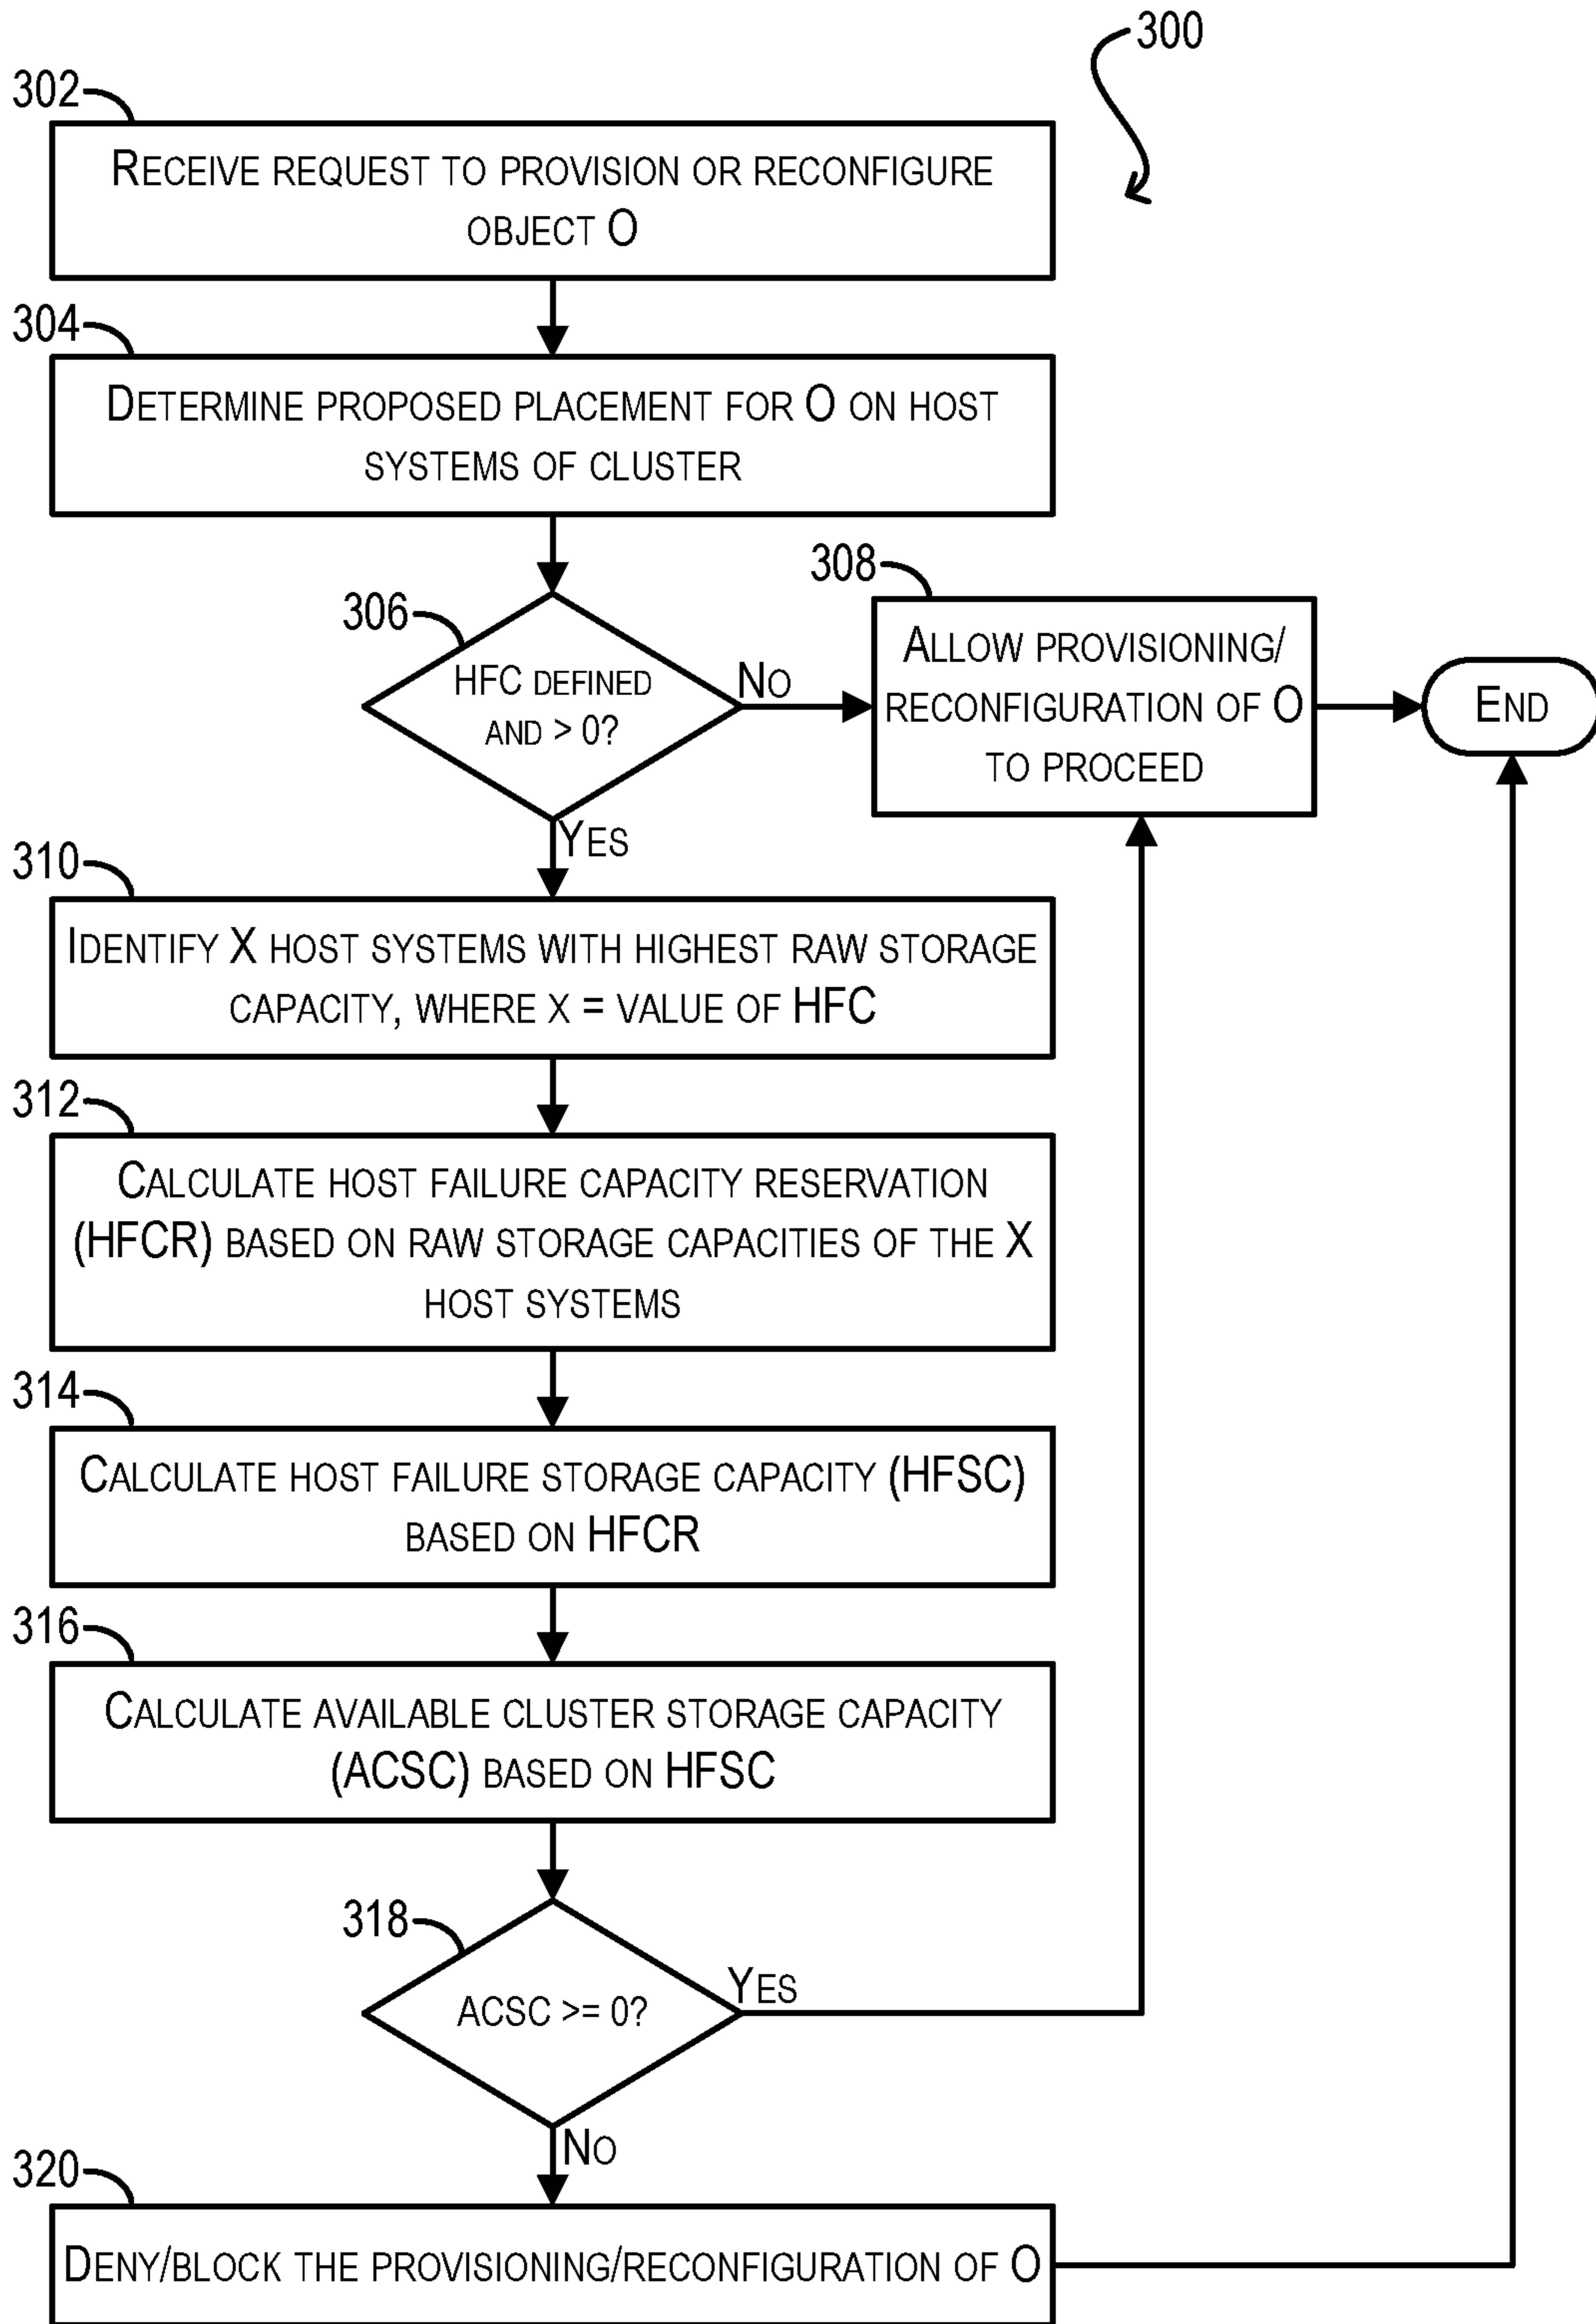 300
302
RECEIVE REQUEST TO PROVISION OR RECONFIGURE
OBJECT O
304
DETERMINE PROPOSED PLACEMENT FOR O ON HOST
SYSTEMS OF CLUSTER
306
HFC DEFINED
AND > 0?
NO
308
ALLOW PROVISIONING/
RECONFIGURATION OF O
TO PROCEED
END
YES
310
IDENTIFY X HOST SYSTEMS WITH HIGHEST RAW STORAGE
CAPACITY, WHERE X = VALUE OF HFC
312
CALCULATE HOST FAILURE CAPACITY RESERVATION
(HFCR) BASED ON RAW STORAGE CAPACITIES OF THE X
HOST SYSTEMS
314
CALCULATE HOST FAILURE STORAGE CAPACITY (HFSC)
BASED ON HFCR
316
CALCULATE AVAILABLE CLUSTER STORAGE CAPACITY
(ACSC) BASED ON HFSC
318
ACSC >= 0?
YES
NO
320
DENY/BLOCK THE PROVISIONING/RECONFIGURATION OF O